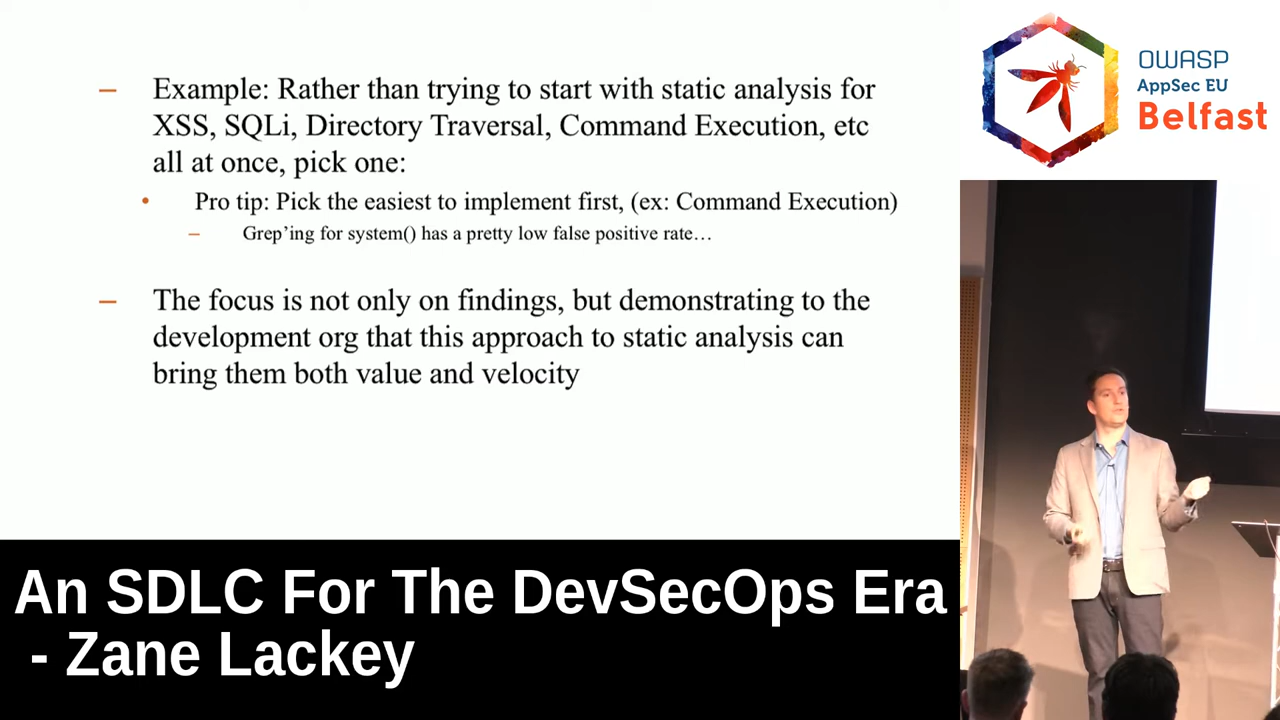 – Example: Rather than trying to start with static analysis for
XSS, SQLi, Directory Traversal, Command Execution, etc
all at once, pick one:
• Pro tip: Pick the easiest to implement first, (ex: Command Execution)
– Grep’ing for system() has a pretty low false positive rate…
– The focus is not only on findings, but demonstrating to the
development org that this approach to static analysis can
bring them both value and velocity
OWASP
AppSec EU
Belfast
An SDLC For The DevSecOps Era
- Zane Lackey